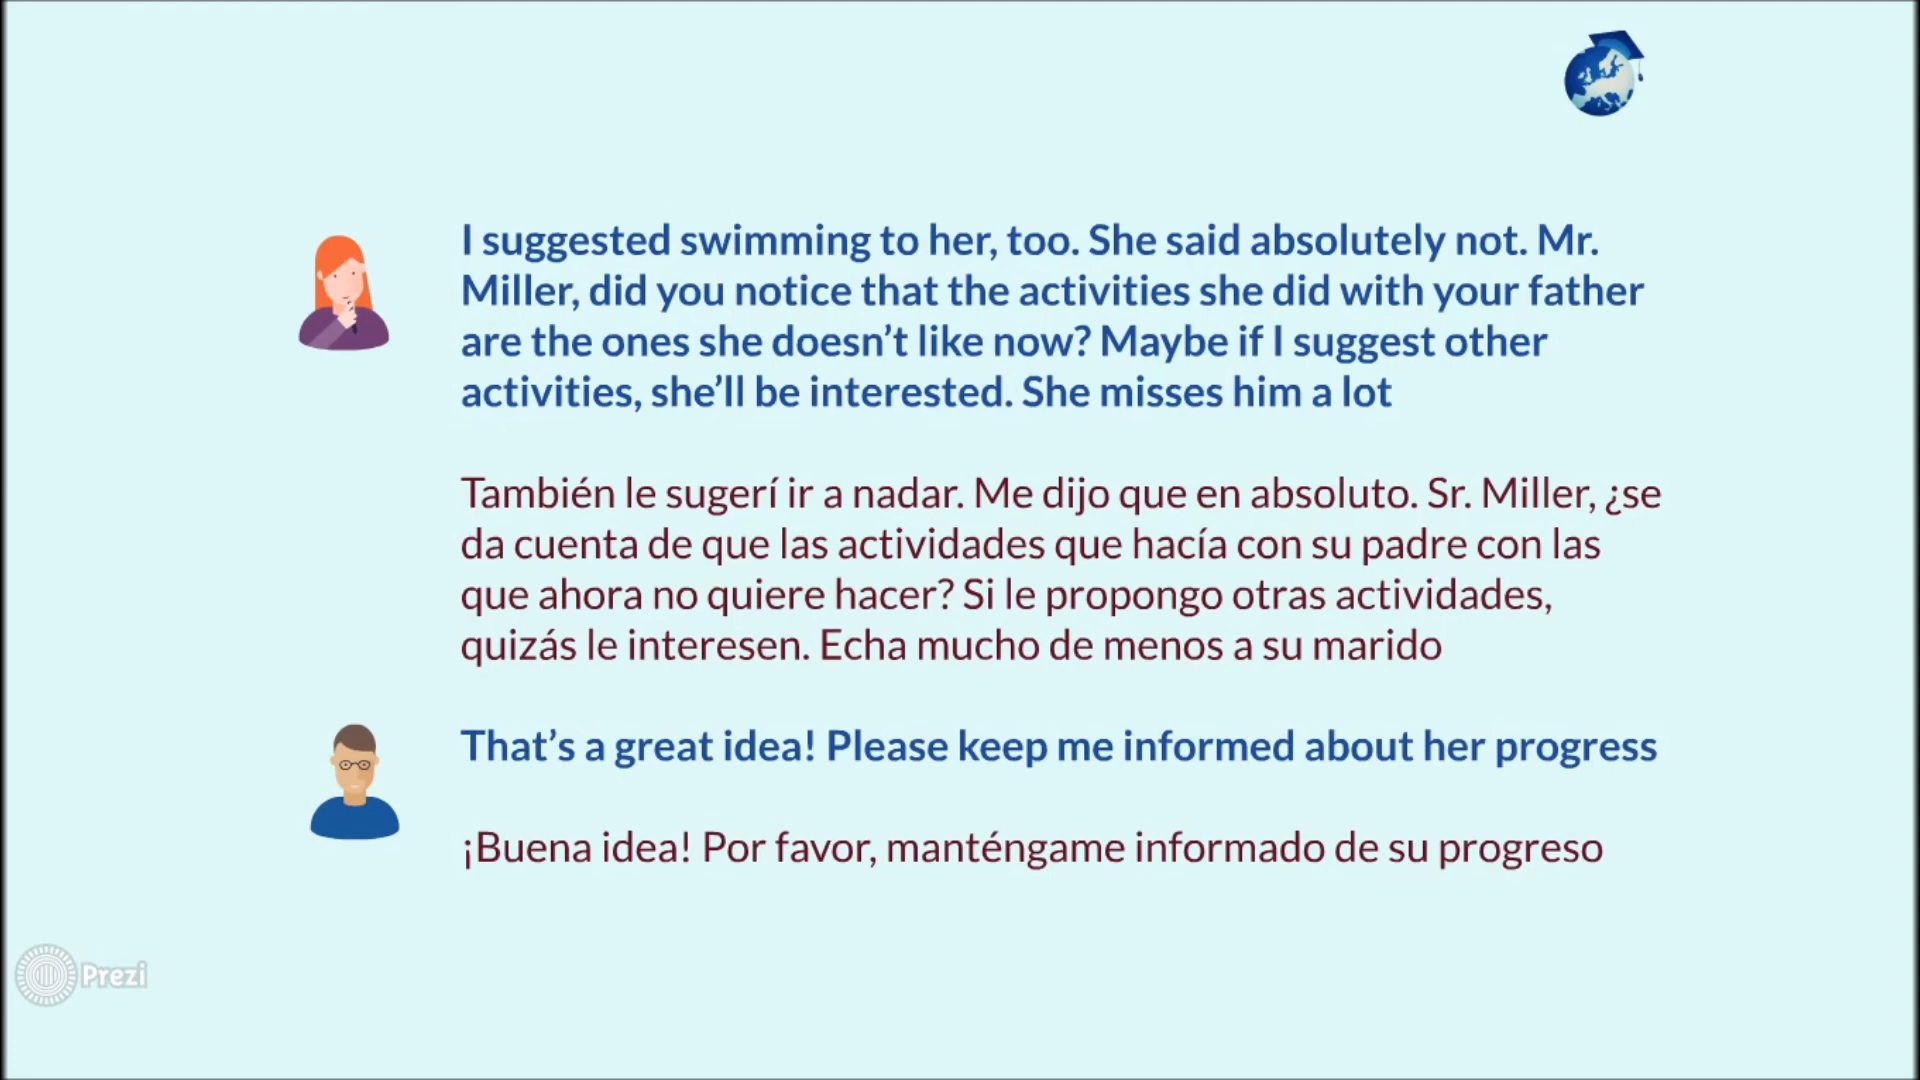 I suggested swimming to her, too. She said absolutely not. Mr.
Miller, did you notice that the activities she did with your father
are the ones she doesn’t like now? Maybe if I suggest other
activities, she’ll be interested. She misses him a lot
También le sugerí ir a nadar. Me dijo que en absoluto. Sr. Miller, ¿se
da cuenta de que las actividades que hacía con su padre con las
que ahora no quiere hacer? Si le propongo otras actividades,
quizás le interesen. Echa mucho de menos a su marido
That’s a great idea! Please keep me informed about her progress
¡Buena idea! Por favor, manténgame informado de su progreso
Prezi